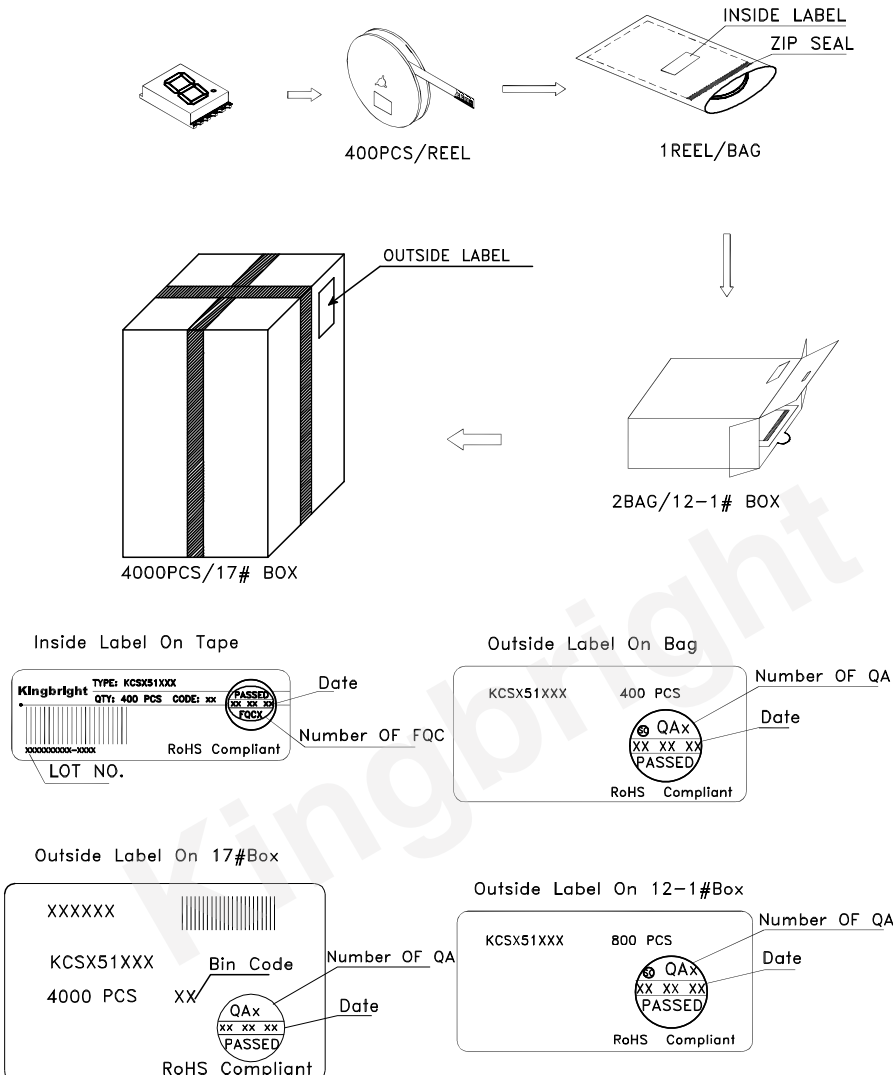 INSIDE LABEL
ZIP SEAL
400PCS/REEL
1REEL/BAG
OUTSIDE LABEL
2BAG/12-1# BOX
4000PCS/17# BOX
Inside Label On Tape
Kingbright
TYPE: KCSX51XXX
QTY: 400 PCS CODE: xx
PASSED
XX XX XX
FQCX
Date
Number OF FQC
xxxxxxxxxx-xxxx
RoHS Compliant
LOT NO.
Outside Label On Bag
KCSX51XXX 400 PCS
QAx
XX XX XX
PASSED
RoHS Compliant
Number OF QA
Date
Outside Label On 17#Box
XXXXXX
KCSX51XXX
Bin Code
4000 PCS XX
QAx
XX XX XX
PASSED
RoHS Compliant
Number OF QA
Date
Outside Label On 12-1#Box
KCSX51XXX 800 PCS
QAx
XX XX XX
PASSED
RoHS Compliant
Number OF QA
Date
Kingbright